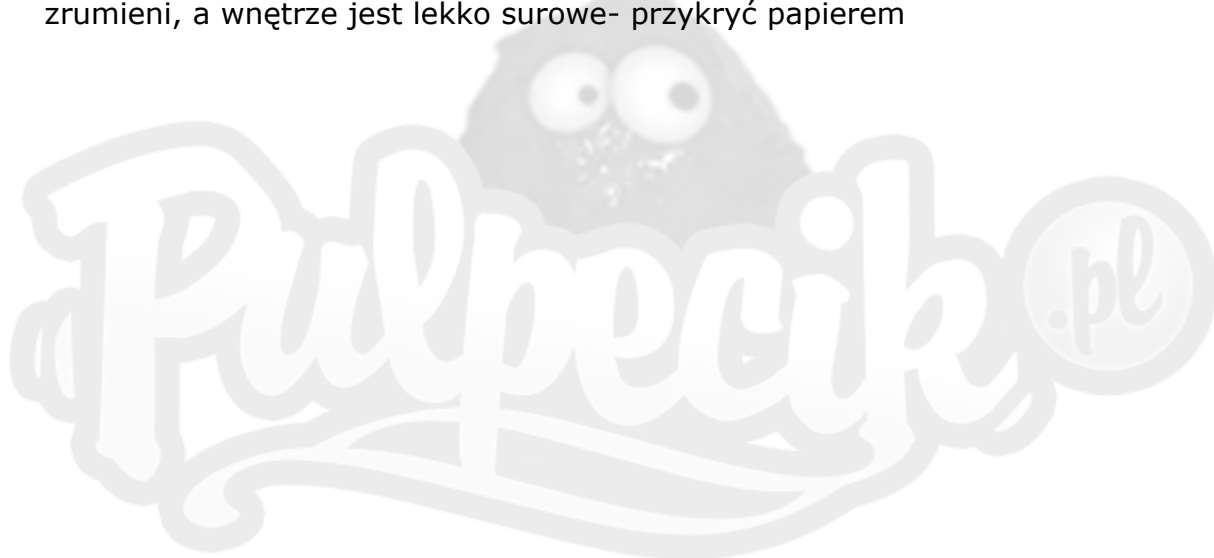 zrumieni, a wnętrze jest lekko surowe- przykryć papierem
Pulpecik .pl